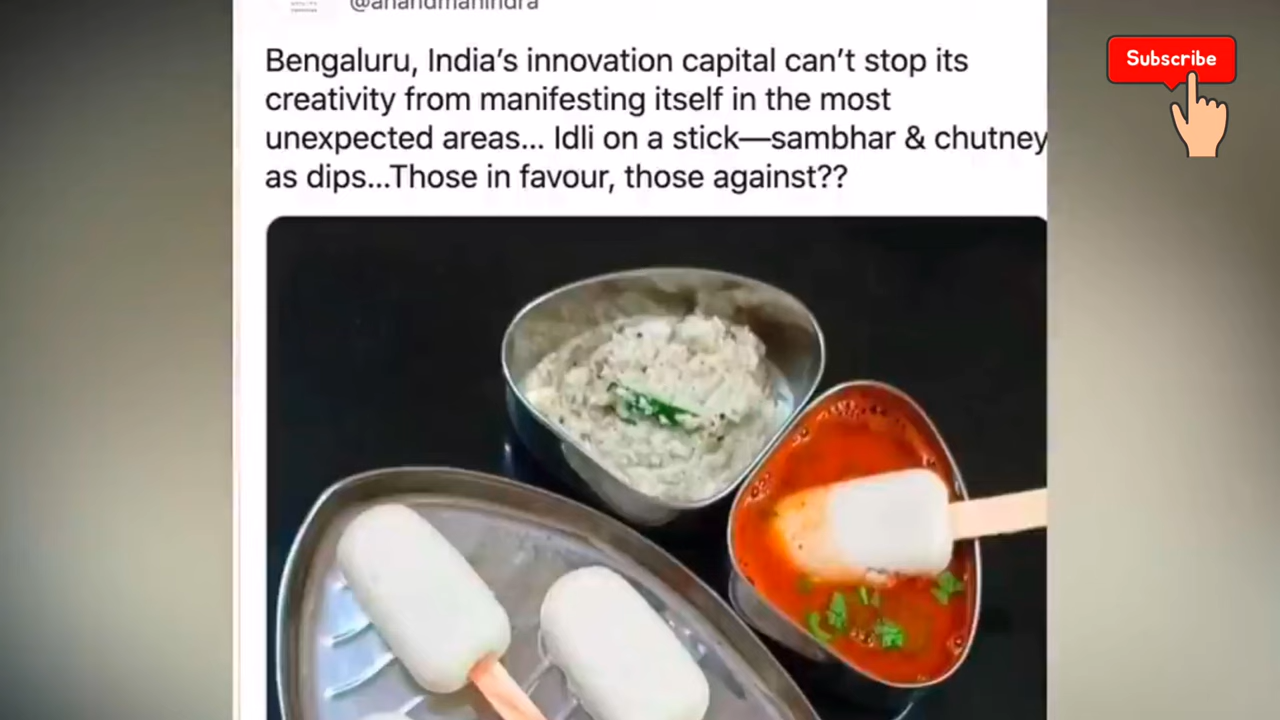 @anandmahindra
Bengaluru, India’s innovation capital can’t stop its
creativity from manifesting itself in the most
unexpected areas... Idli on a stick—sambhar & chutney
as dips...Those in favour, those against??
Subscribe